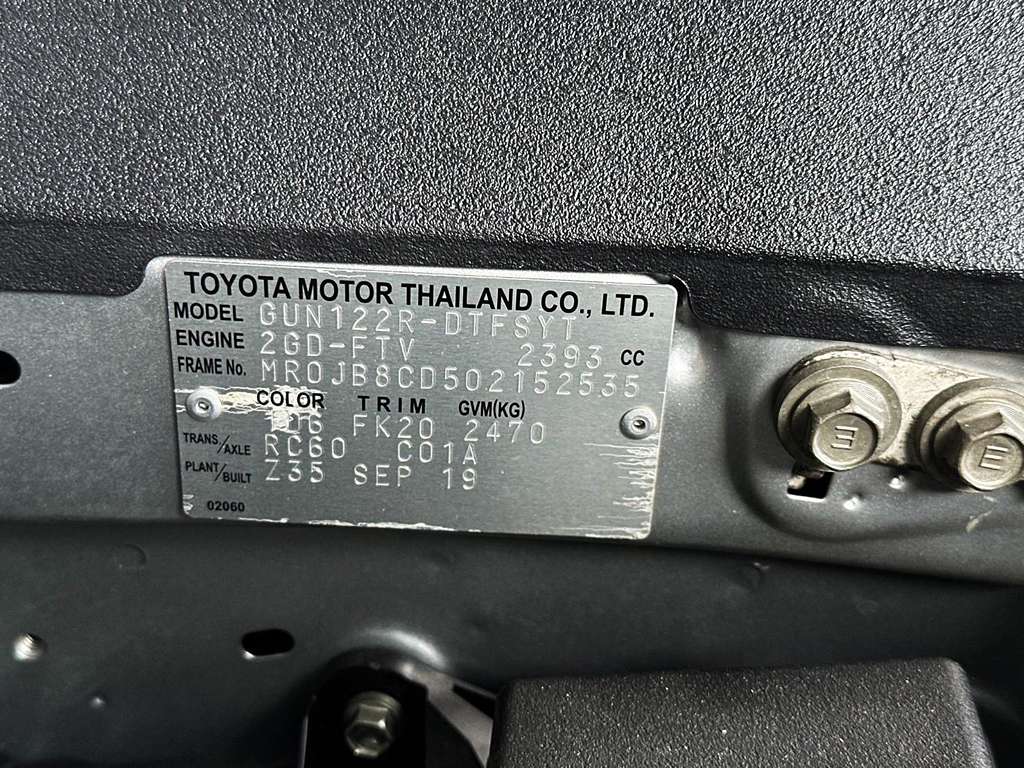 TOYOTA MOTOR THAILAND CO., LTD.
MODEL GUN122R-DTFSYT
ENGINE 2GD-FTV 2393 CC
FRAME No. MR0JB8CD502152535
COLOR TRIM GVM(KG)
FK20 2470
TRANS./AXLE RC60 C01A
PLANT/BUILT Z35 SEP 19
02060